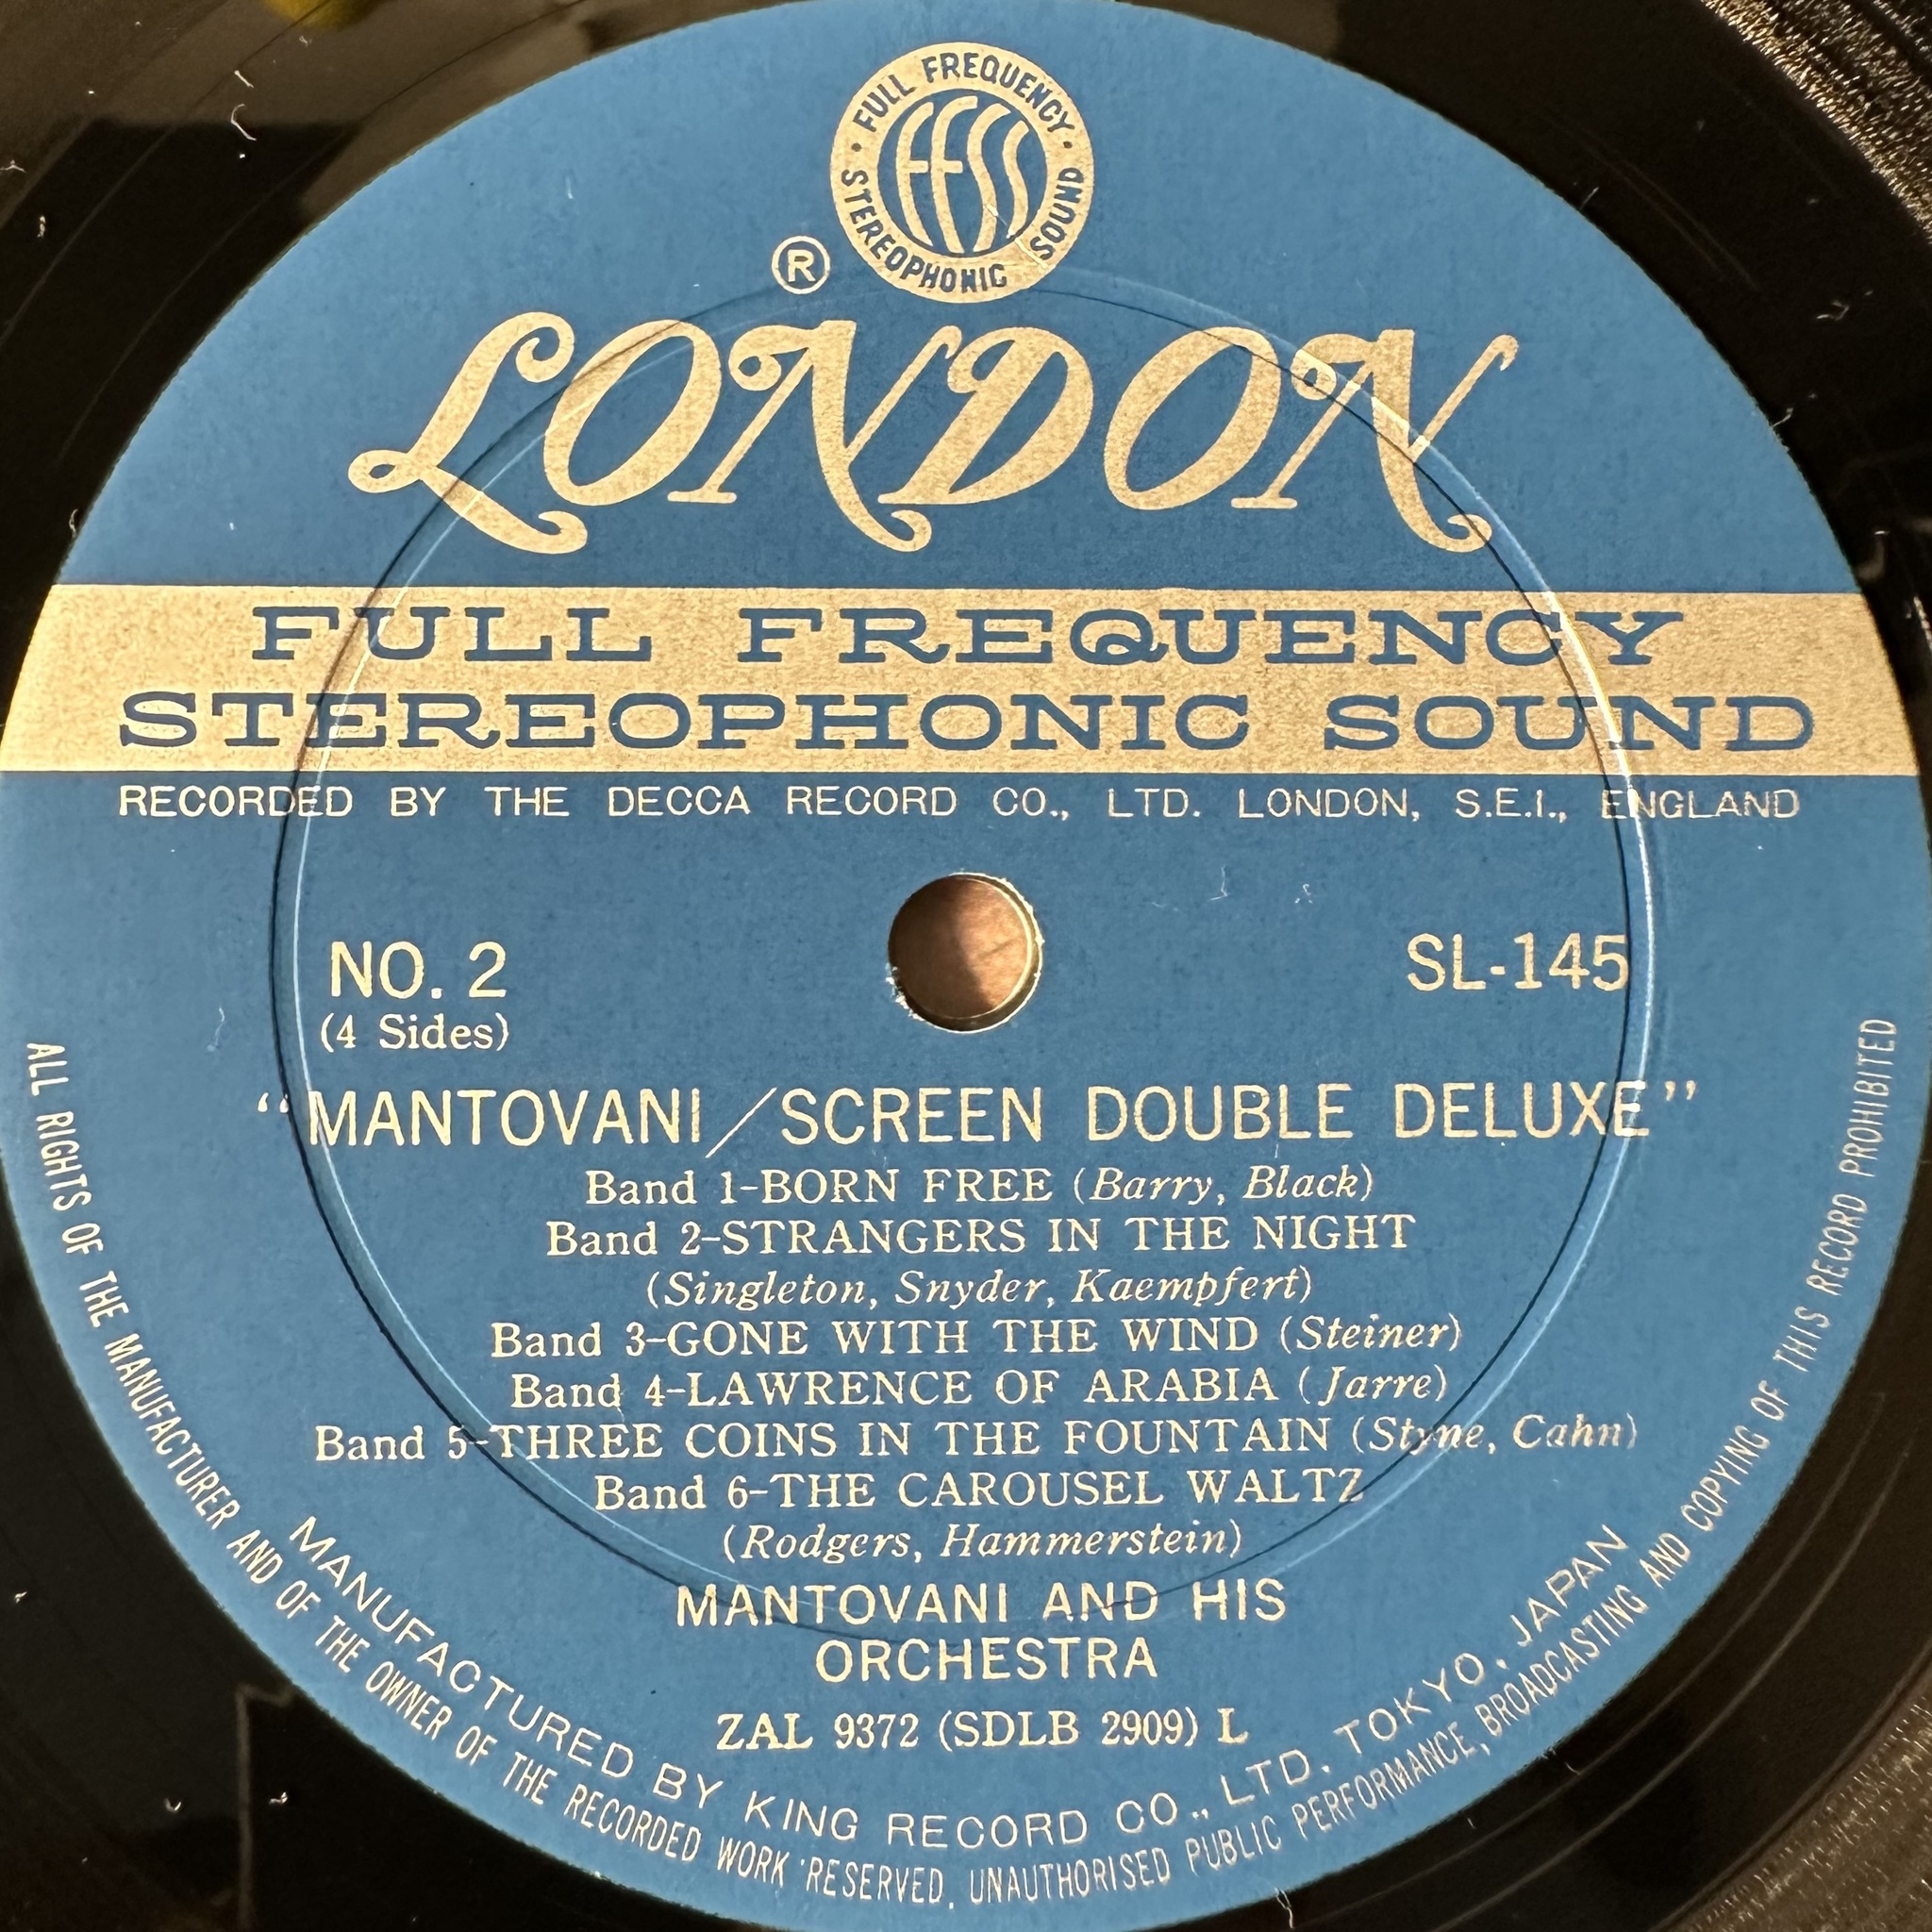 FULL FREQUENCY
ffss
STEREOPHONIC SOUND
®
LONDON
FULL FREQUENCY
STEREOPHONIC SOUND
RECORDED BY THE DECCA RECORD CO., LTD. LONDON, S.E.I., ENGLAND
NO. 2
SL-145
(4 Sides)
“MANTOVANI/SCREEN DOUBLE DELUXE”
Band 1-BORN FREE (Barry, Black)
Band 2-STRANGERS IN THE NIGHT
(Singleton, Snyder, Kaempfert)
Band 3-GONE WITH THE WIND (Steiner)
Band 4-LAWRENCE OF ARABIA (Jarre)
Band 5-THREE COINS IN THE FOUNTAIN (Styne, Cahn)
Band 6-THE CAROUSEL WALTZ
(Rodgers, Hammerstein)
MANTOVANI AND HIS
ORCHESTRA
ZAL 9372 (SDLB 2909) L
MANUFACTURED BY KING RECORD CO., LTD. TOKYO, JAPAN
ALL RIGHTS OF THE MANUFACTURER AND OF THE OWNER OF THE RECORDED WORK RESERVED. UNAUTHORISED PUBLIC PERFORMANCE, BROADCASTING AND COPYING OF THIS RECORD PROHIBITED